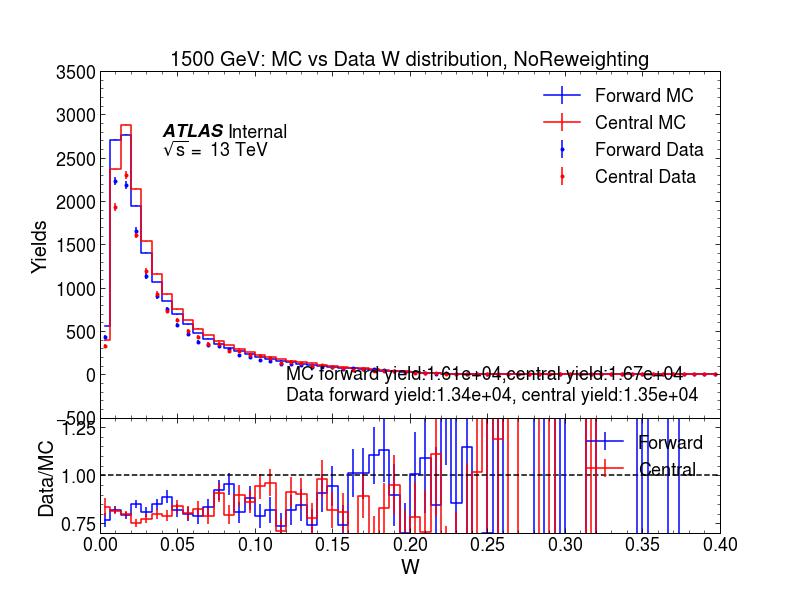 1500 GeV: MC vs Data W distribution, NoReweighting
3500
3000
2500
2000
1500
1000
500
0
−500
Yields
ATLAS Internal
√s = 13 TeV
Forward MC
Central MC
Forward Data
Central Data
MC forward yield:1.61e+04,central yield:1.67e+04
Data forward yield:1.34e+04, central yield:1.35e+04
1.25
1.00
0.75
Data/MC
Forward
Central
0.00 0.05 0.10 0.15 0.20 0.25 0.30 0.35 0.40
W